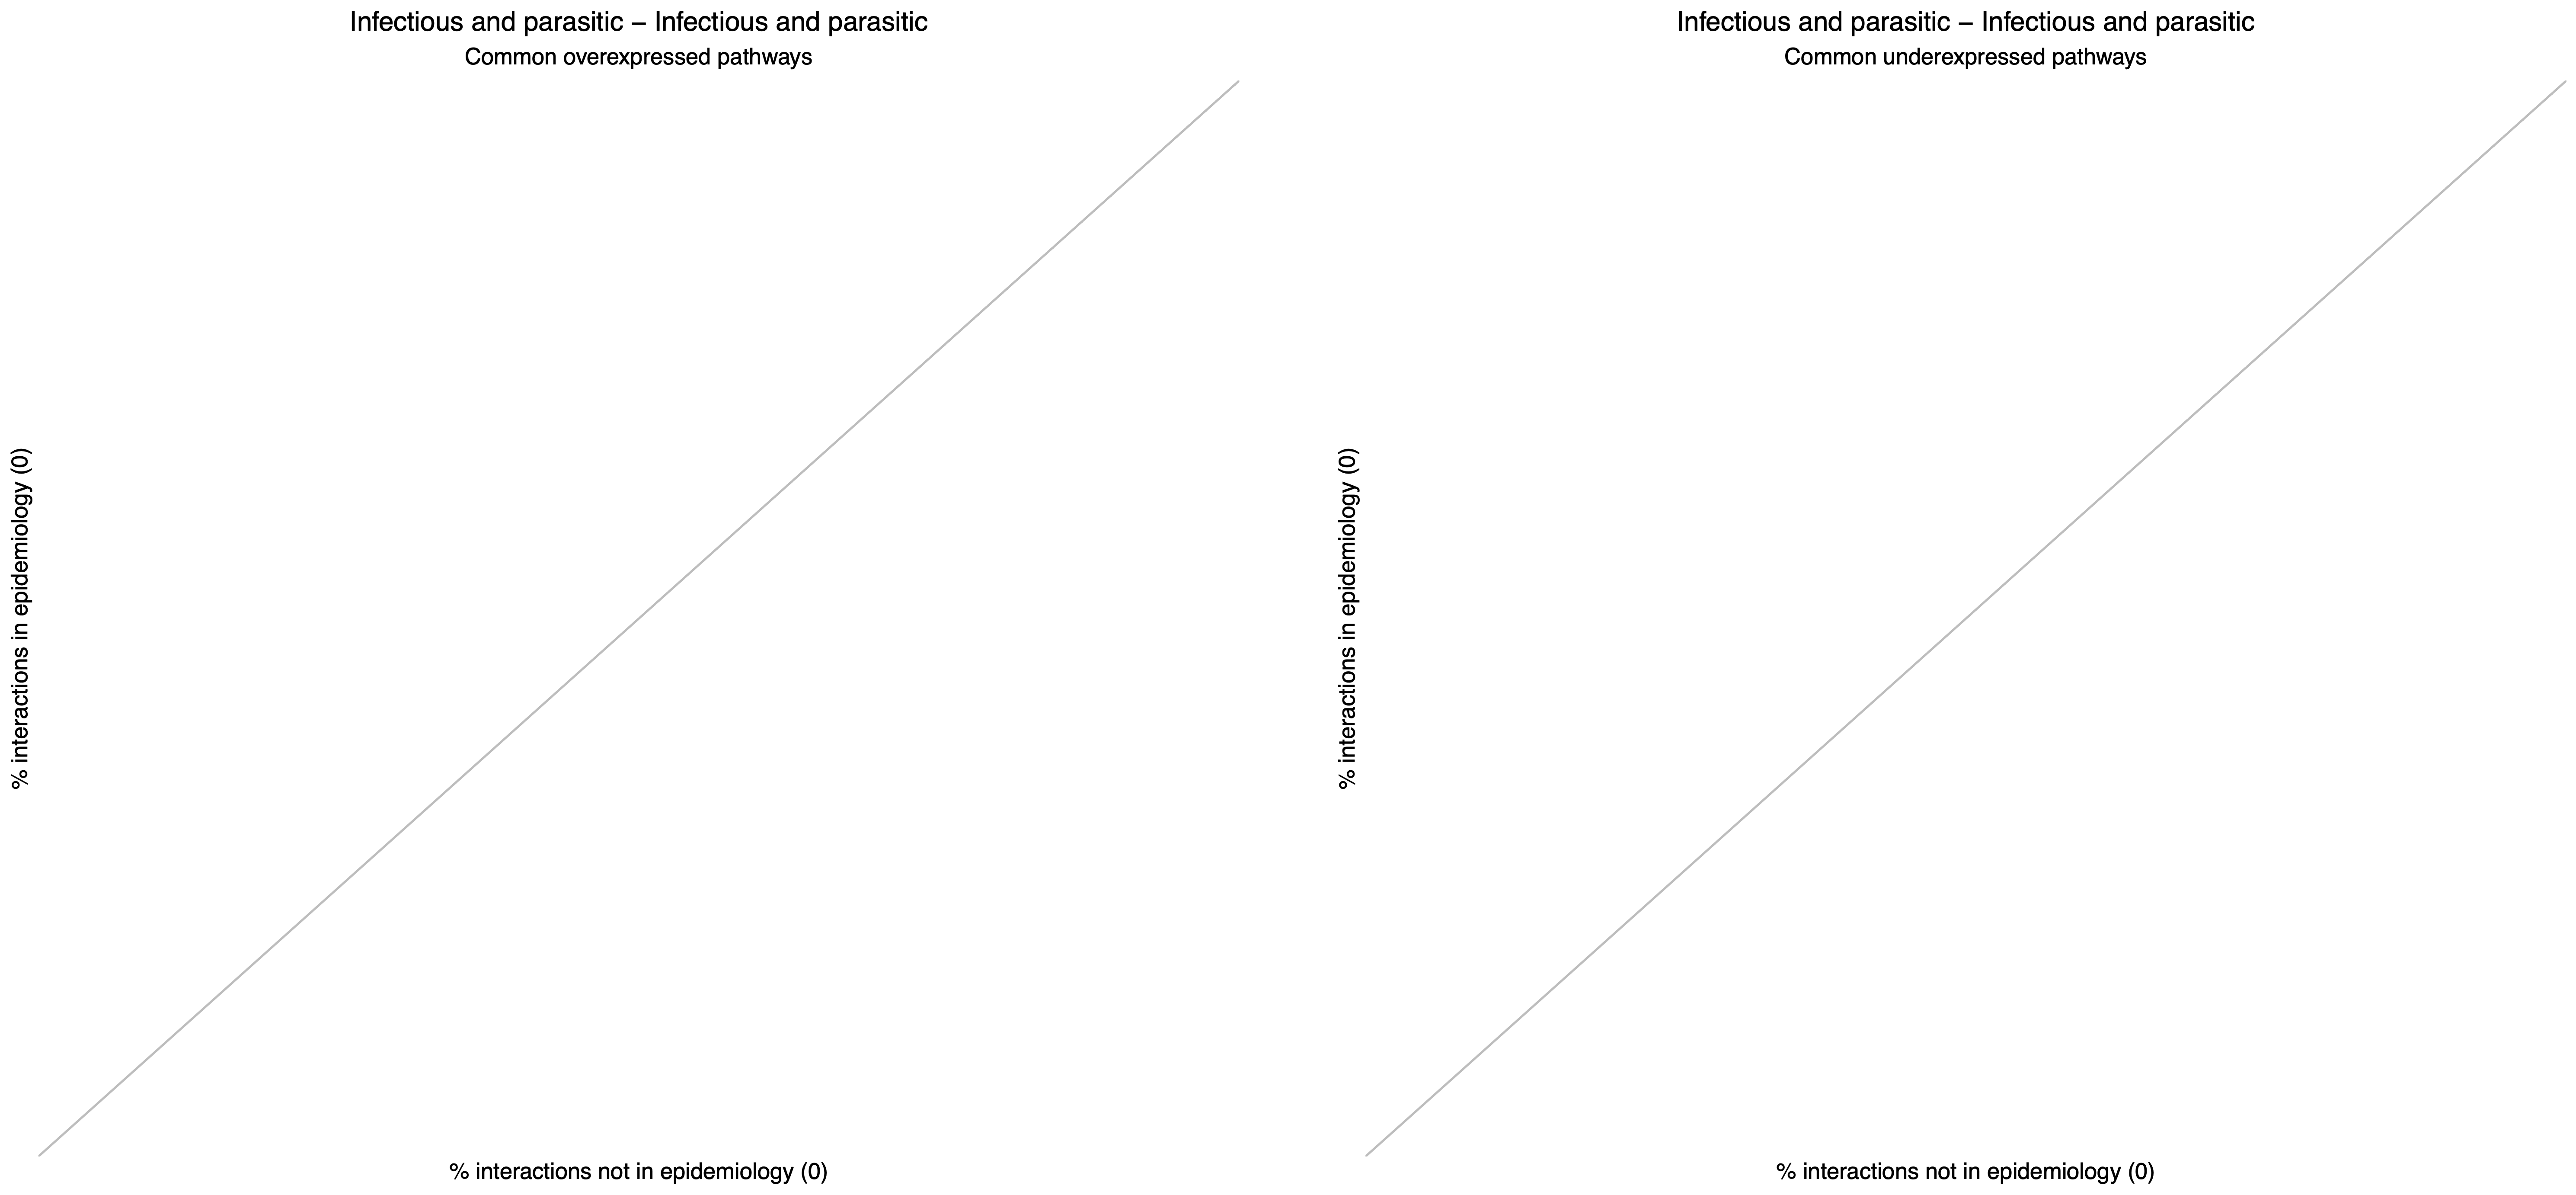 Infectious and parasitic – Infectious and parasitic
Common overexpressed pathways
% interactions in epidemiology (0)
% interactions not in epidemiology (0)
Infectious and parasitic – Infectious and parasitic
Common underexpressed pathways
% interactions in epidemiology (0)
% interactions not in epidemiology (0)